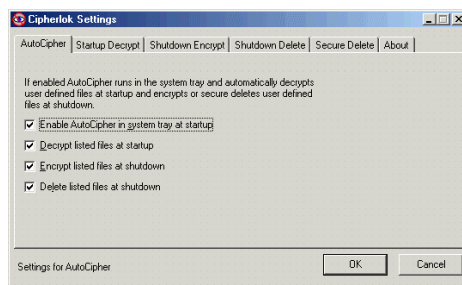 Cipherlok Settings
AutoCipher Startup Decrypt Shutdown Encrypt Shutdown Delete Secure Delete About
If enabled AutoCipher runs in the system tray and automatically decrypts
user defined files at startup and encrypts or secure deletes user defined
files at shutdown.
Enable AutoCipher in system tray at startup
Decrypt listed files at startup
Encrypt listed files at shutdown
Delete listed files at shutdown
Settings for AutoCipher OK Cancel